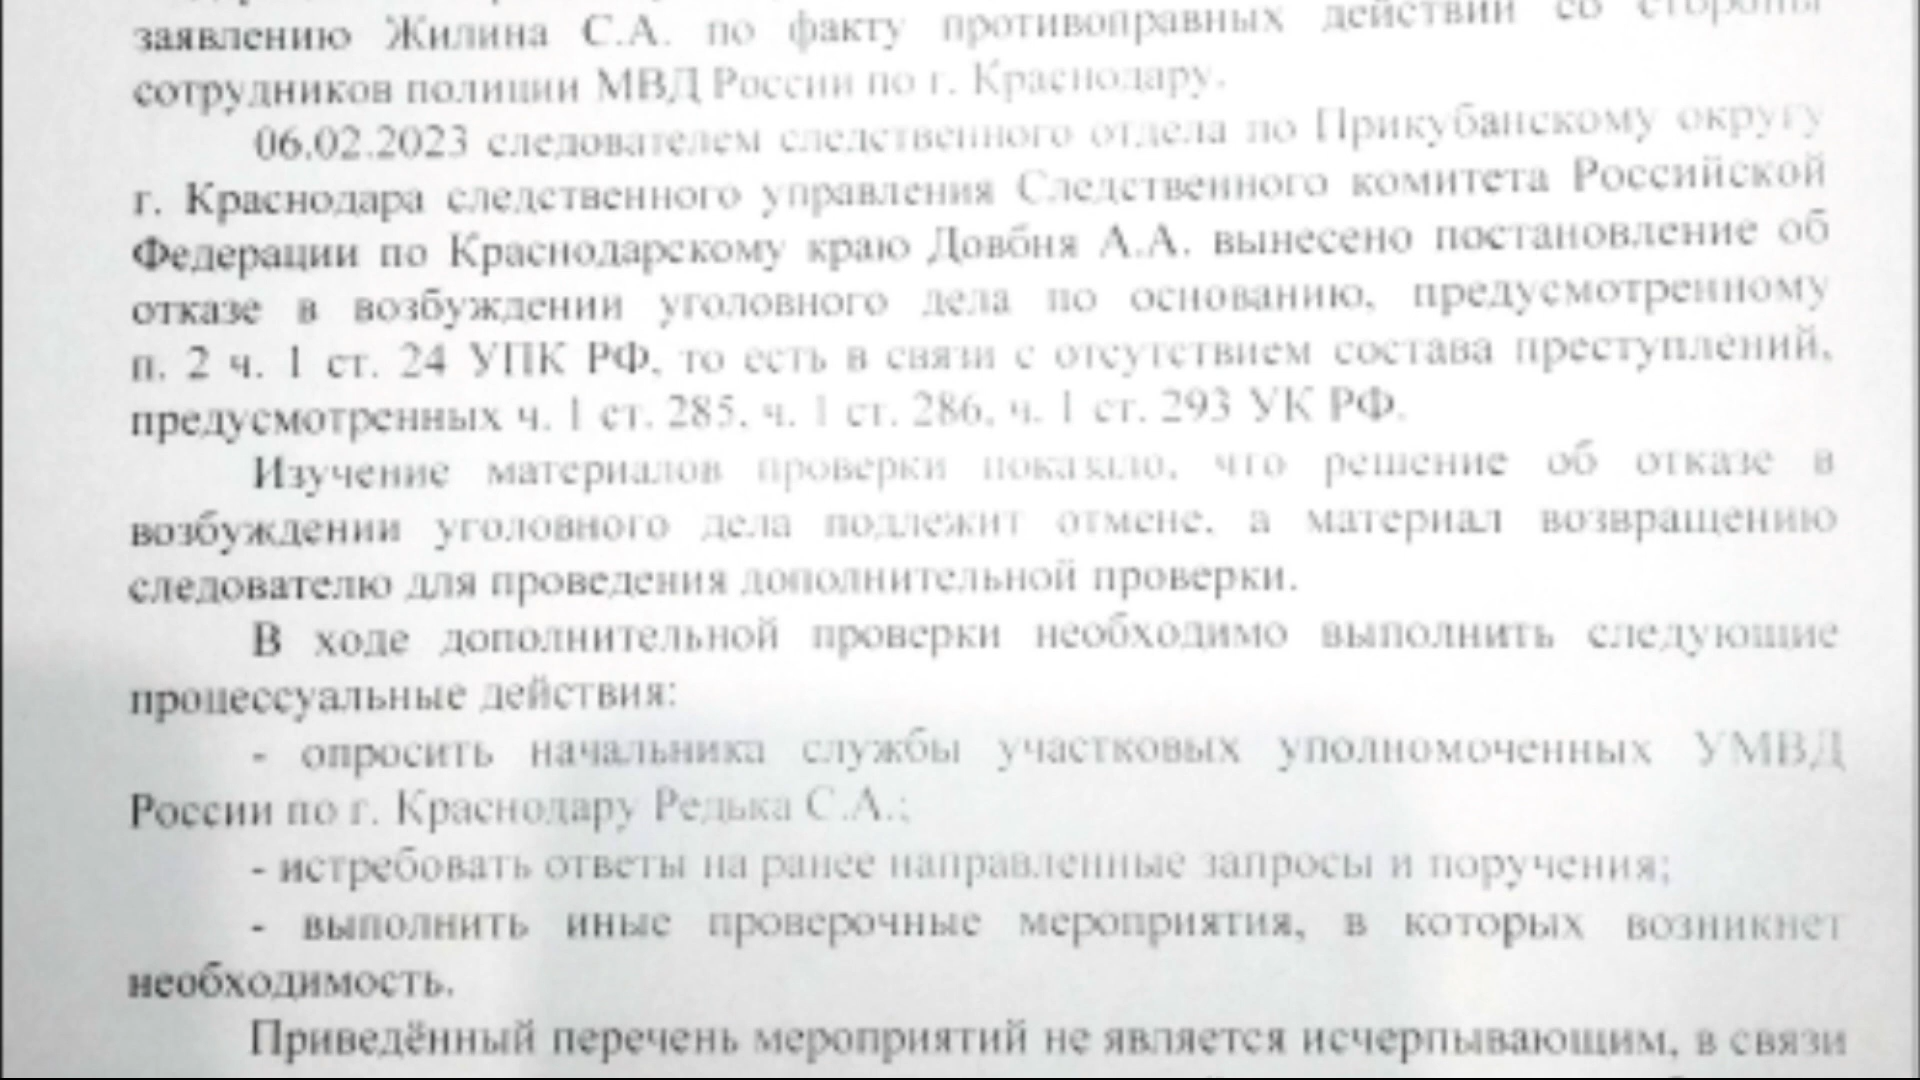 заявлению Жилина С.А. по факту противоправных действий со стороны
сотрудников полиции МВД России по г. Краснодару.
06.02.2023 следователем следственного отдела по Прикубанскому округу
г. Краснодара следственного управления Следственного комитета Российской
Федерации по Краснодарскому краю Довбня А.А. вынесено постановление об
отказе в возбуждении уголовного дела по основанию, предусмотренному
п. 2 ч. 1 ст. 24 УПК РФ, то есть в связи с отсутствием состава преступлений,
предусмотренных ч. 1 ст. 285, ч. 1 ст. 286, ч. 1 ст. 293 УК РФ.
Изучение материалов проверки показало, что решение об отказе в
возбуждении уголовного дела подлежит отмене, а материал возвращению
следователю для проведения дополнительной проверки.
В ходе дополнительной проверки необходимо выполнить следующие
процессуальные действия:
- опросить начальника службы участковых уполномоченных УМВД
России по г. Краснодару Редька С.А.;
- истребовать ответы на ранее направленные запросы и поручения;
- выполнить иные проверочные мероприятия, в которых возникнет
необходимость.
Приведённый перечень мероприятий не является исчерпывающим, в связи